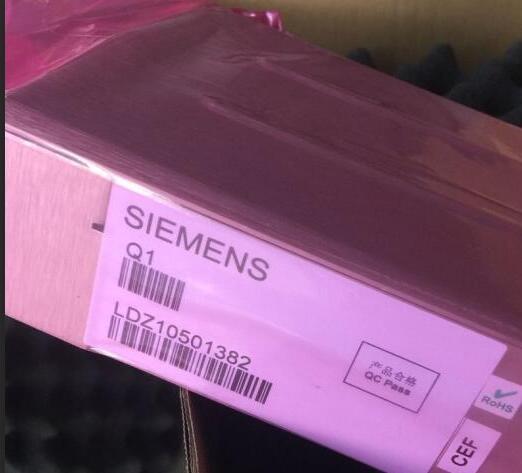 SIEMENS
Q1
LDZ10501382
产品合格
QC Pass
RoHS
CEF